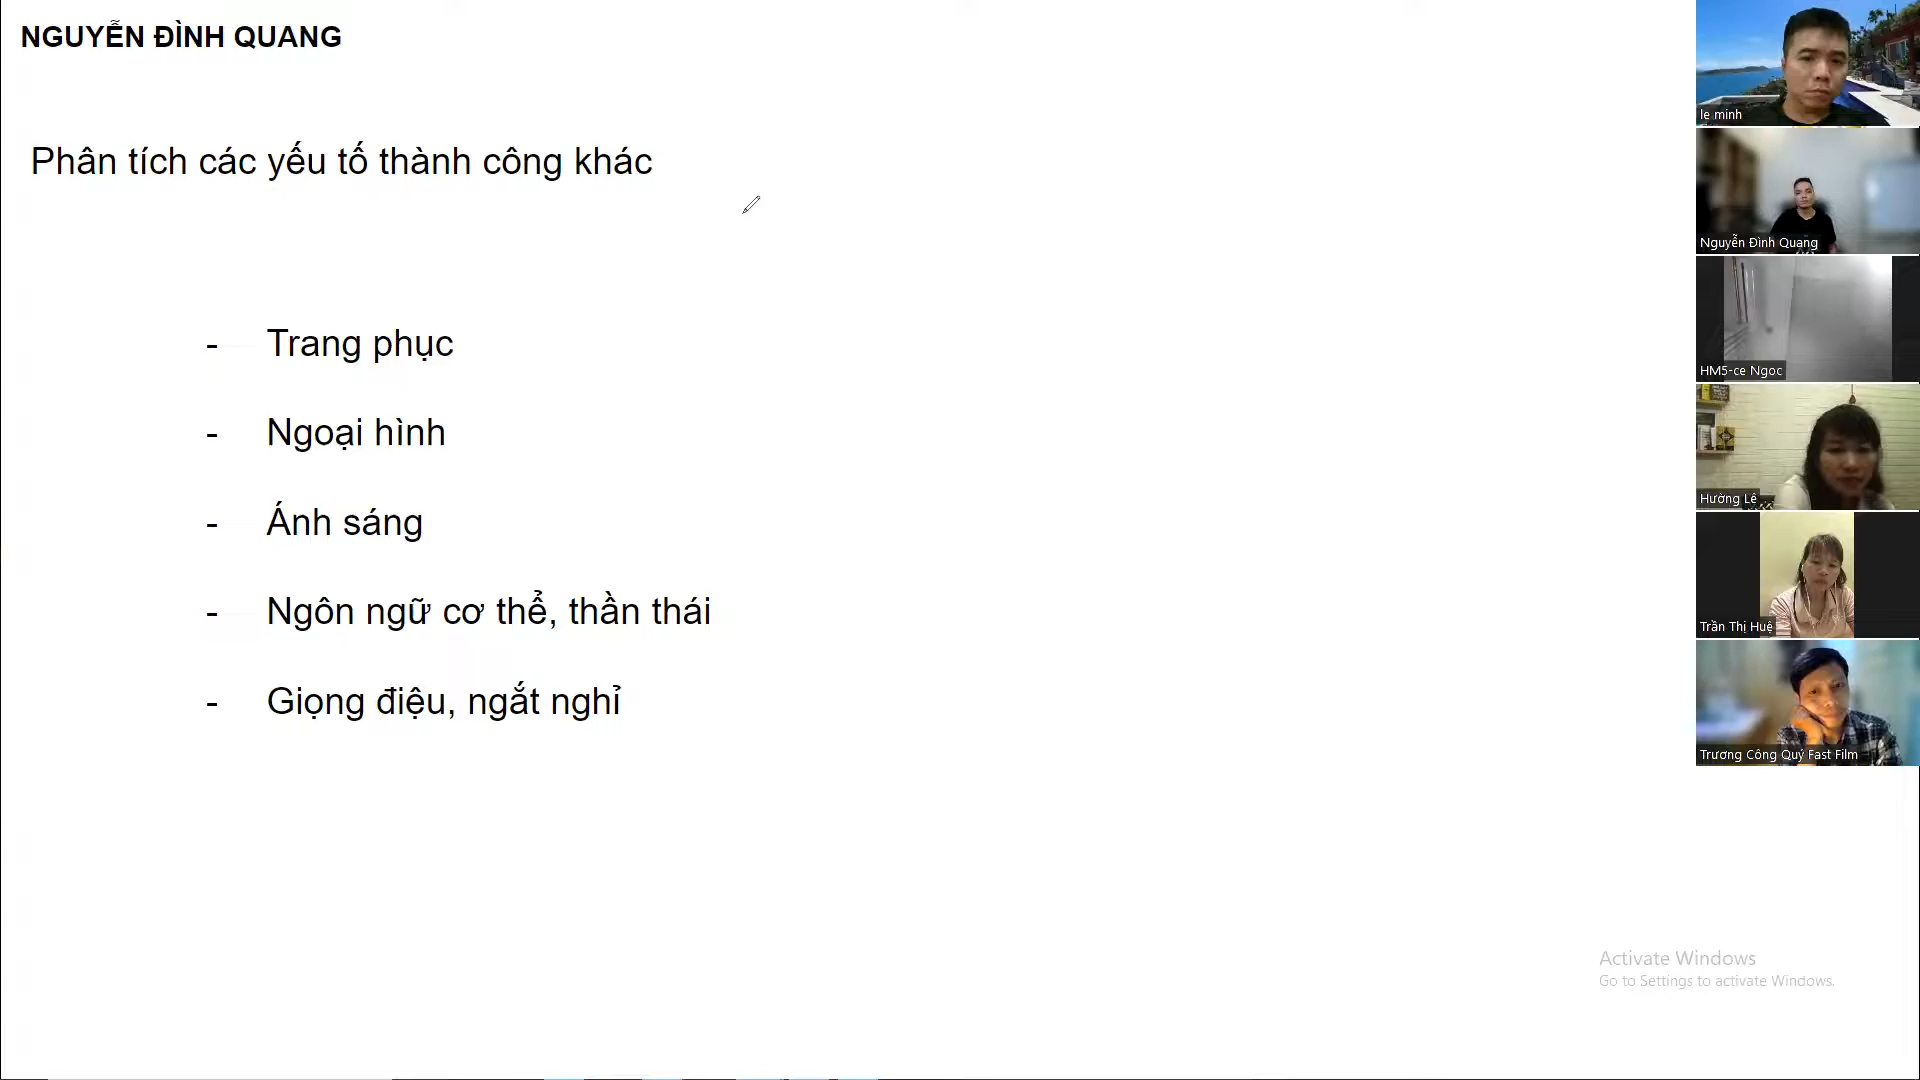 NGUYỄN ĐÌNH QUANG
Phân tích các yếu tố thành công khác
- Trang phục
- Ngoại hình
- Ánh sáng
- Ngôn ngữ cơ thể, thần thái
- Giọng điệu, ngắt nghỉ
le minh
Nguyễn Đình Quang
HM5-ce Ngoc
Hường Lê
Trần Thị Huệ
Trương Công Quý Fast Film
Activate Windows
Go to Settings to activate Windows.